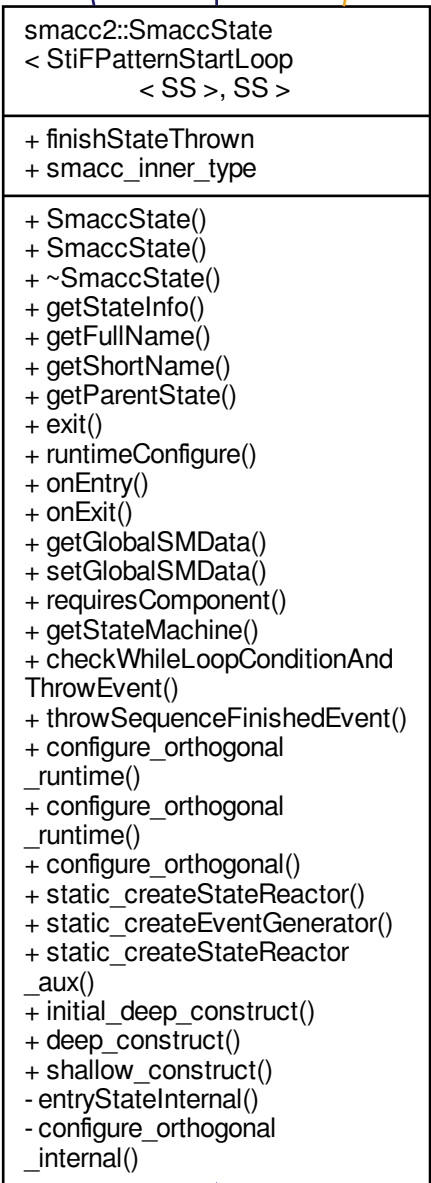 smacc2::SmaccState
< StiFPatternStartLoop
< SS >, SS >
+ finishStateThrown
+ smacc_inner_type
+ SmaccState()
+ SmaccState()
+ ~SmaccState()
+ getStateInfo()
+ getFullName()
+ getShortName()
+ getParentState()
+ exit()
+ runtimeConfigure()
+ onEntry()
+ onExit()
+ getGlobalSMData()
+ setGlobalSMData()
+ requiresComponent()
+ getStateMachine()
+ checkWhileLoopConditionAnd
ThrowEvent()
+ throwSequenceFinishedEvent()
+ configure_orthogonal
_runtime()
+ configure_orthogonal
_runtime()
+ configure_orthogonal()
+ static_createStateReactor()
+ static_createEventGenerator()
+ static_createStateReactor
_aux()
+ initial_deep_construct()
+ deep_construct()
+ shallow_construct()
- entryStateInternal()
- configure_orthogonal
_internal()